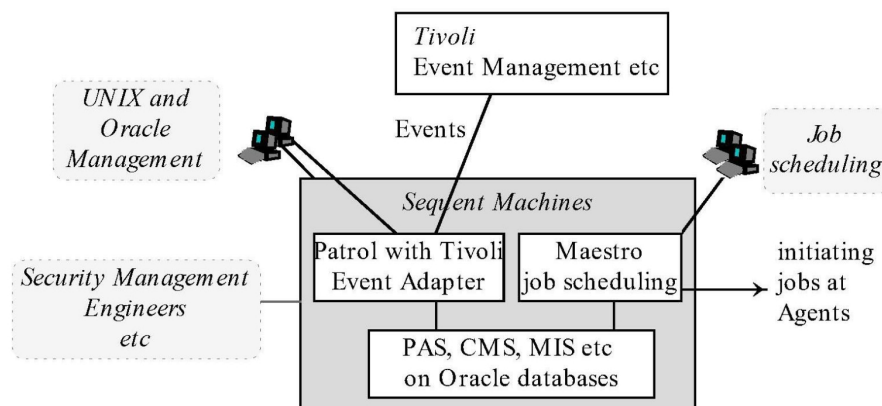 Tivoli
Event Management etc
UNIX and
Oracle
Management
Events
Job
scheduling
Sequent Machines
Patrol with Tivoli
Event Adapter
Maestro
job scheduling
initiating
jobs at
Agents
Security Management
Engineers
etc
PAS, CMS, MIS etc
on Oracle databases